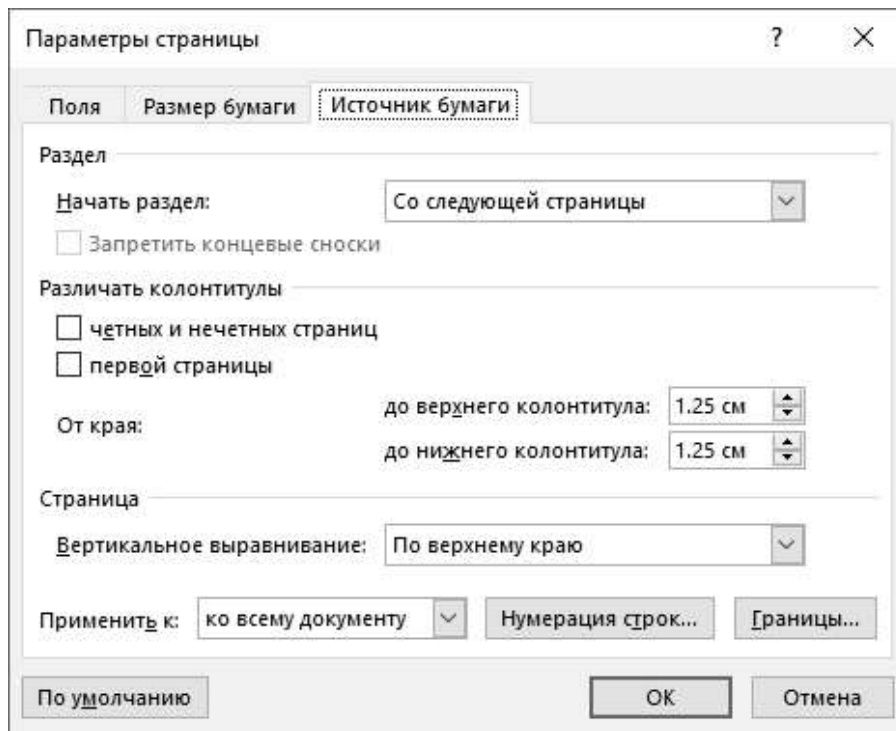 Параметры страницы ?
Поля Размер бумаги Источник бумаги
Раздел
Начать раздел: Со следующей страницы
Запретить концевые сноски
Различать колонтитулы
четных и нечетных страниц
первой страницы
до верхнего колонтитула: 1.25 см
От края:
до нижнего колонтитула: 1.25 см
Страница
Вертикальное выравнивание: По верхнему краю
Применить к: ко всему документу Нумерация строк... Границы...
По умолчанию ОК Отмена